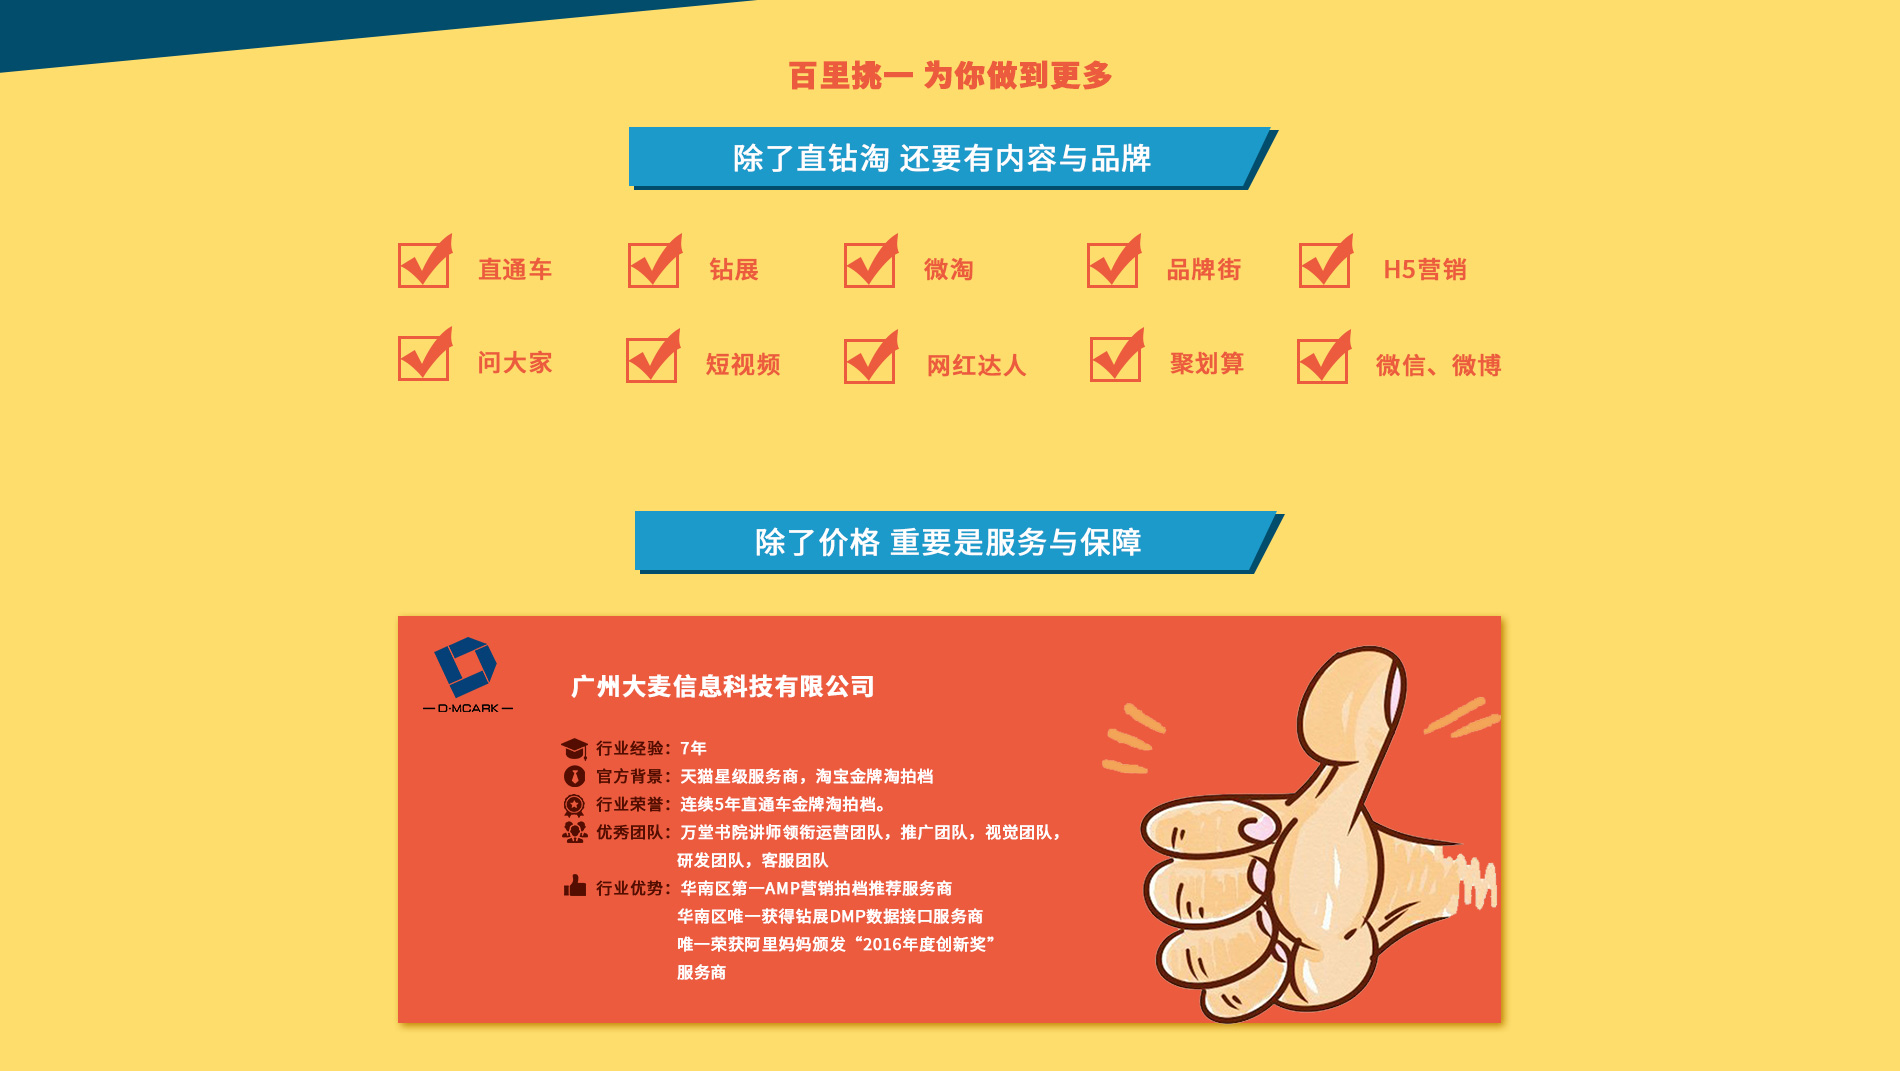 百里挑一 为你做到更多
除了直钻淘 还要有内容与品牌
直通车 钻展 微淘 品牌街 H5营销
问大家 短视频 网红达人 聚划算 微信、微博
除了价格 重要是服务与保障
D-MCARK
广州大麦信息科技有限公司
行业经验：7年
官方背景：天猫星级服务商，淘宝金牌淘拍档
行业荣誉：连续5年直通车金牌淘拍档。
优秀团队：万堂书院讲师领衔运营团队，推广团队，视觉团队，
研发团队，客服团队
行业优势：华南区第一AMP营销拍档推荐服务商
华南区唯一获得钻展DMP数据接口服务商
唯一荣获阿里妈妈颁发“2016年度创新奖”
服务商